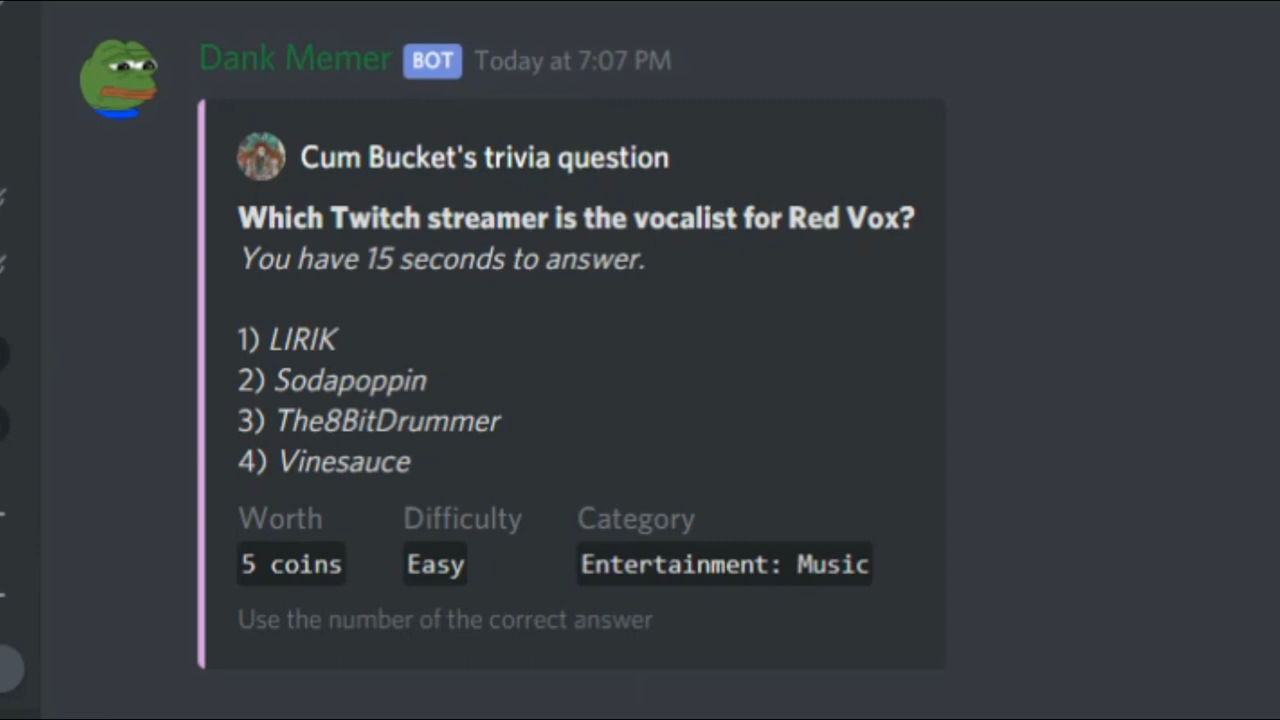 Dank Memer BOT Today at 7:07 PM
Cum Bucket's trivia question
Which Twitch streamer is the vocalist for Red Vox?
You have 15 seconds to answer.
1) LIRIK
2) Sodapoppin
3) The8BitDrummer
4) Vinesauce
Worth Difficulty Category
5 coins Easy Entertainment: Music
Use the number of the correct answer